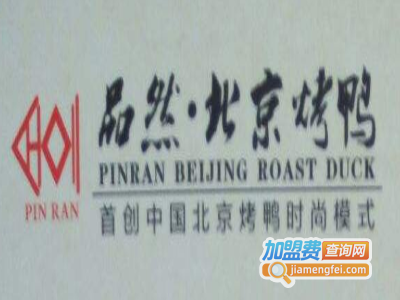 品然·北京烤鸭
PINRAN BEIJING ROAST DUCK
PIN RAN
首创中国北京烤鸭时尚模式
加盟费查询网
jiamengfei.com